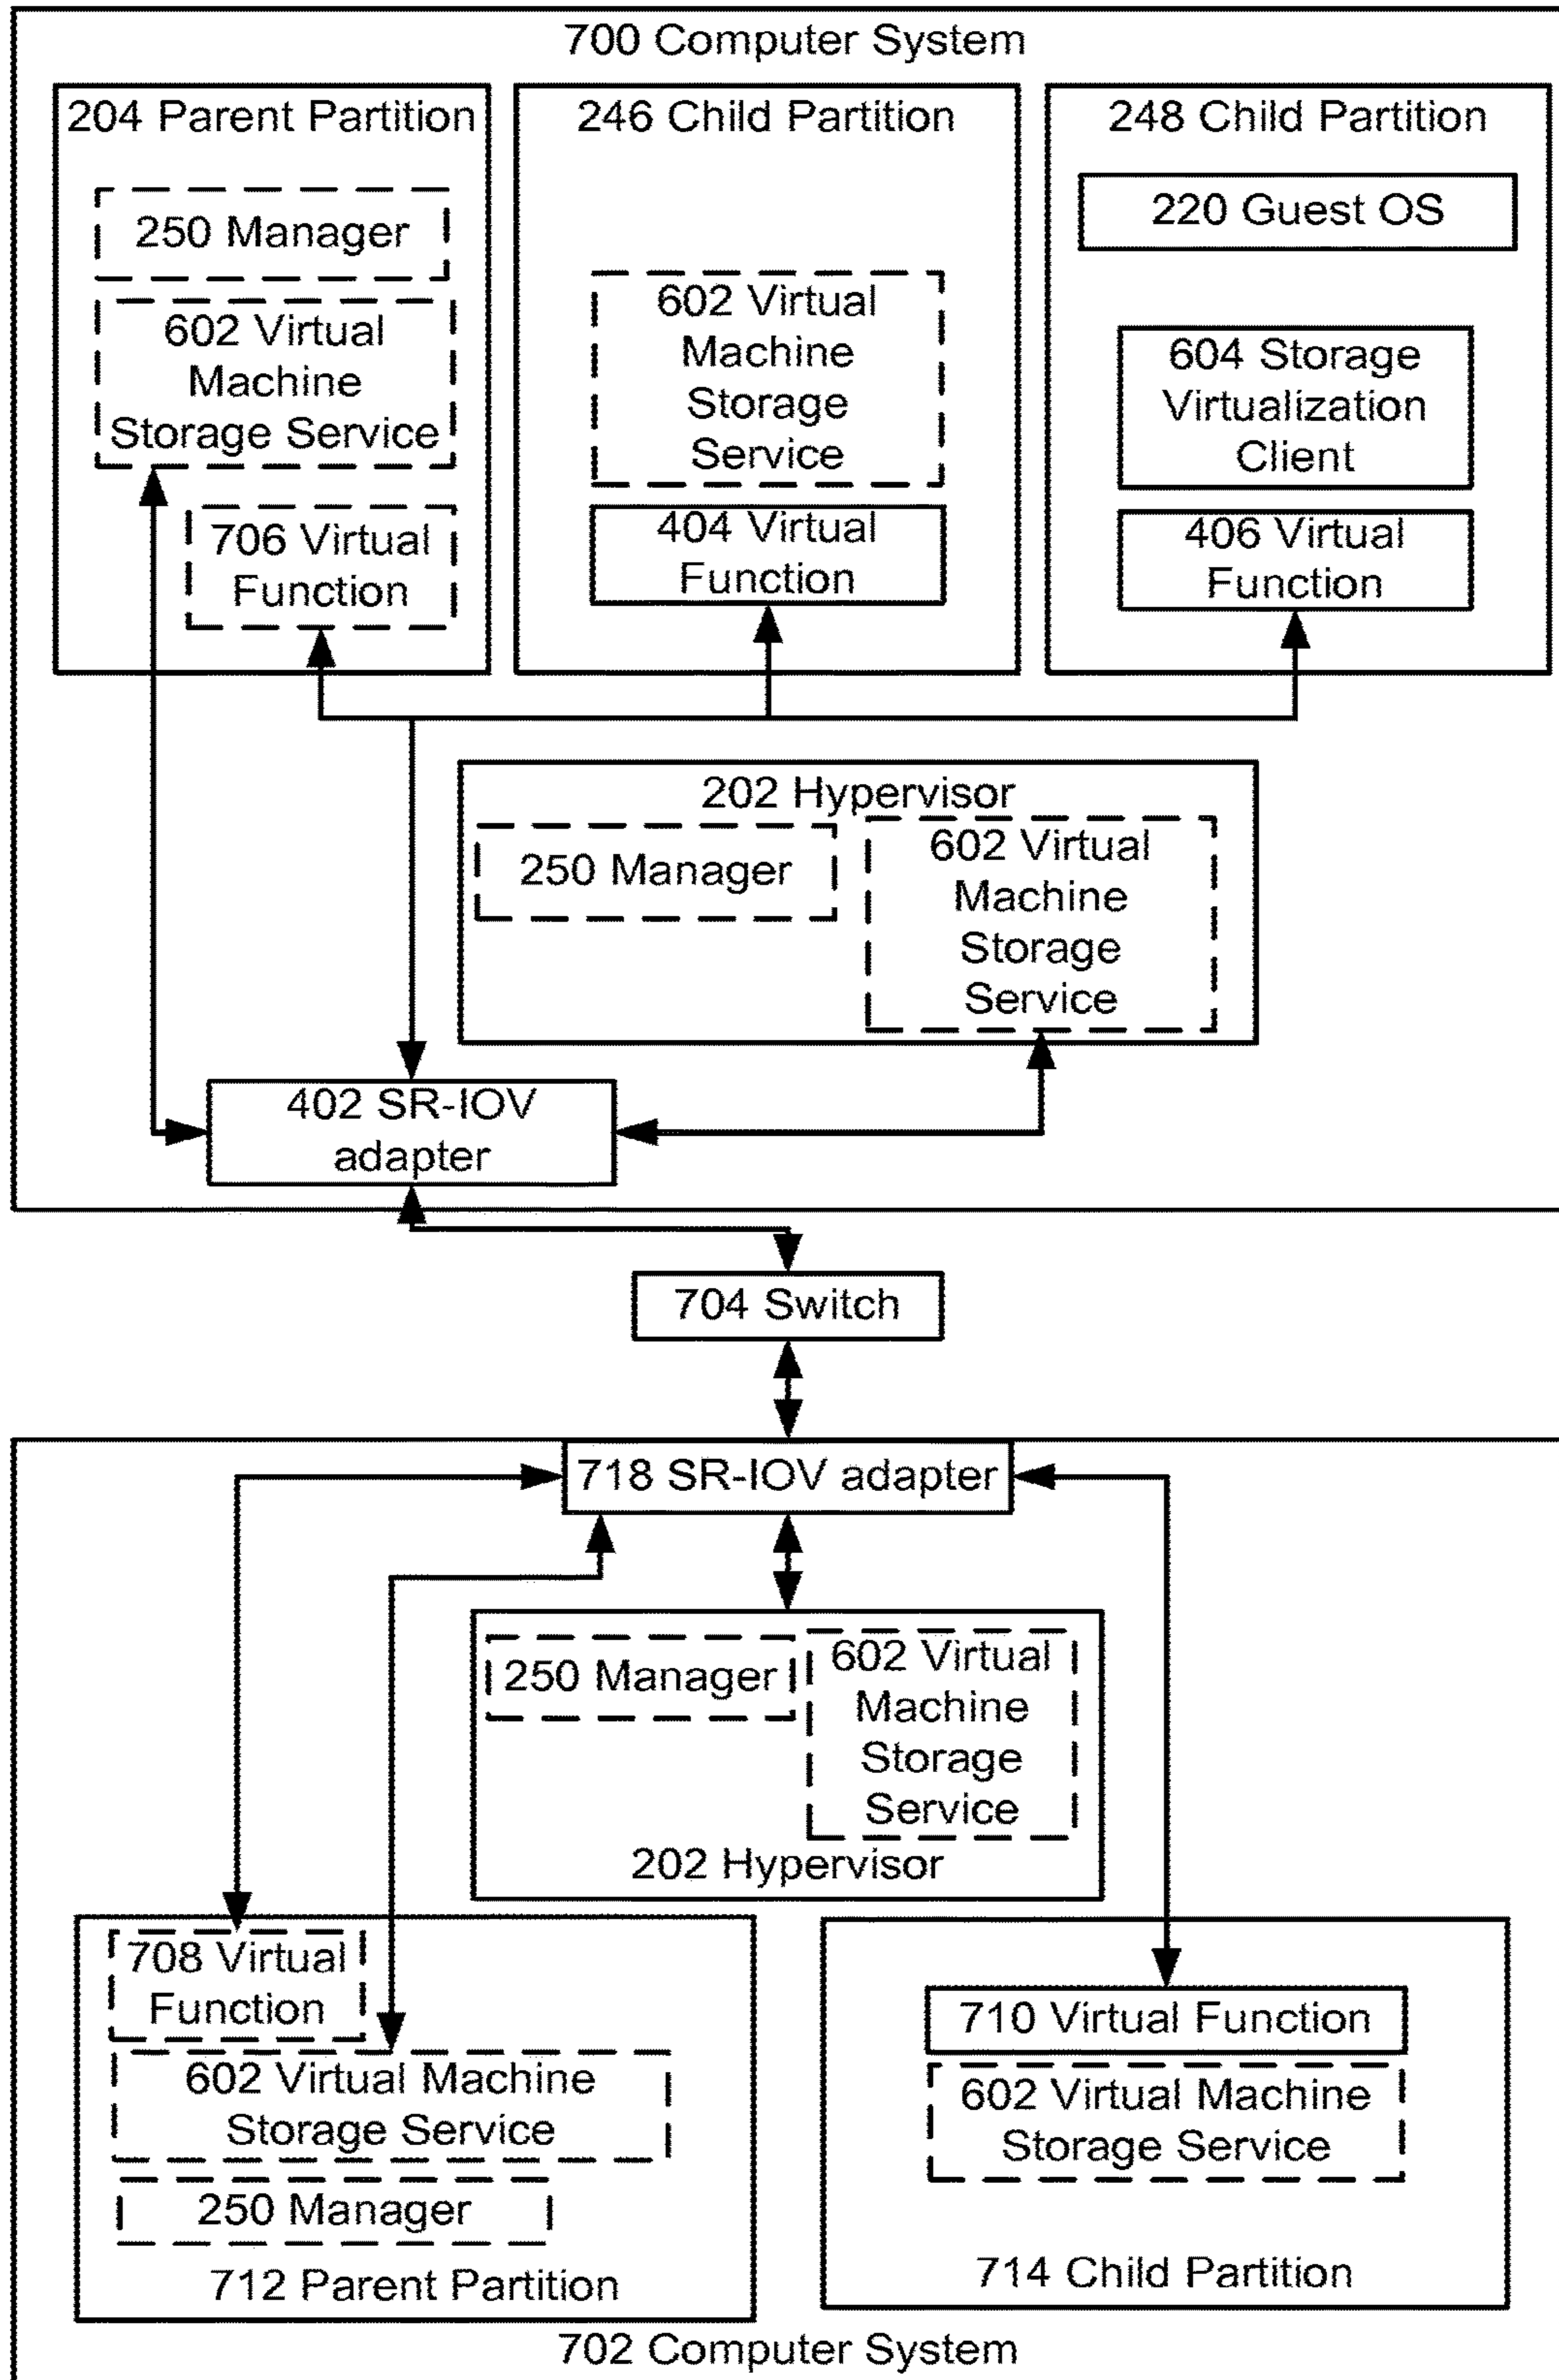 700 Computer System
204 Parent Partition
250 Manager
602 Virtual
Machine
Storage Service
706 Virtual
Function
246 Child Partition
602 Virtual
Machine
Storage
Service
404 Virtual
Function
248 Child Partition
220 Guest OS
604 Storage
Virtualization
Client
406 Virtual
Function
202 Hypervisor
250 Manager
602 Virtual
Machine
Storage
Service
402 SR-IOV
adapter
704 Switch
718 SR-IOV adapter
250 Manager
602 Virtual
Machine
Storage
Service
202 Hypervisor
708 Virtual
Function
602 Virtual Machine
Storage Service
250 Manager
712 Parent Partition
710 Virtual Function
602 Virtual Machine
Storage Service
714 Child Partition
702 Computer System